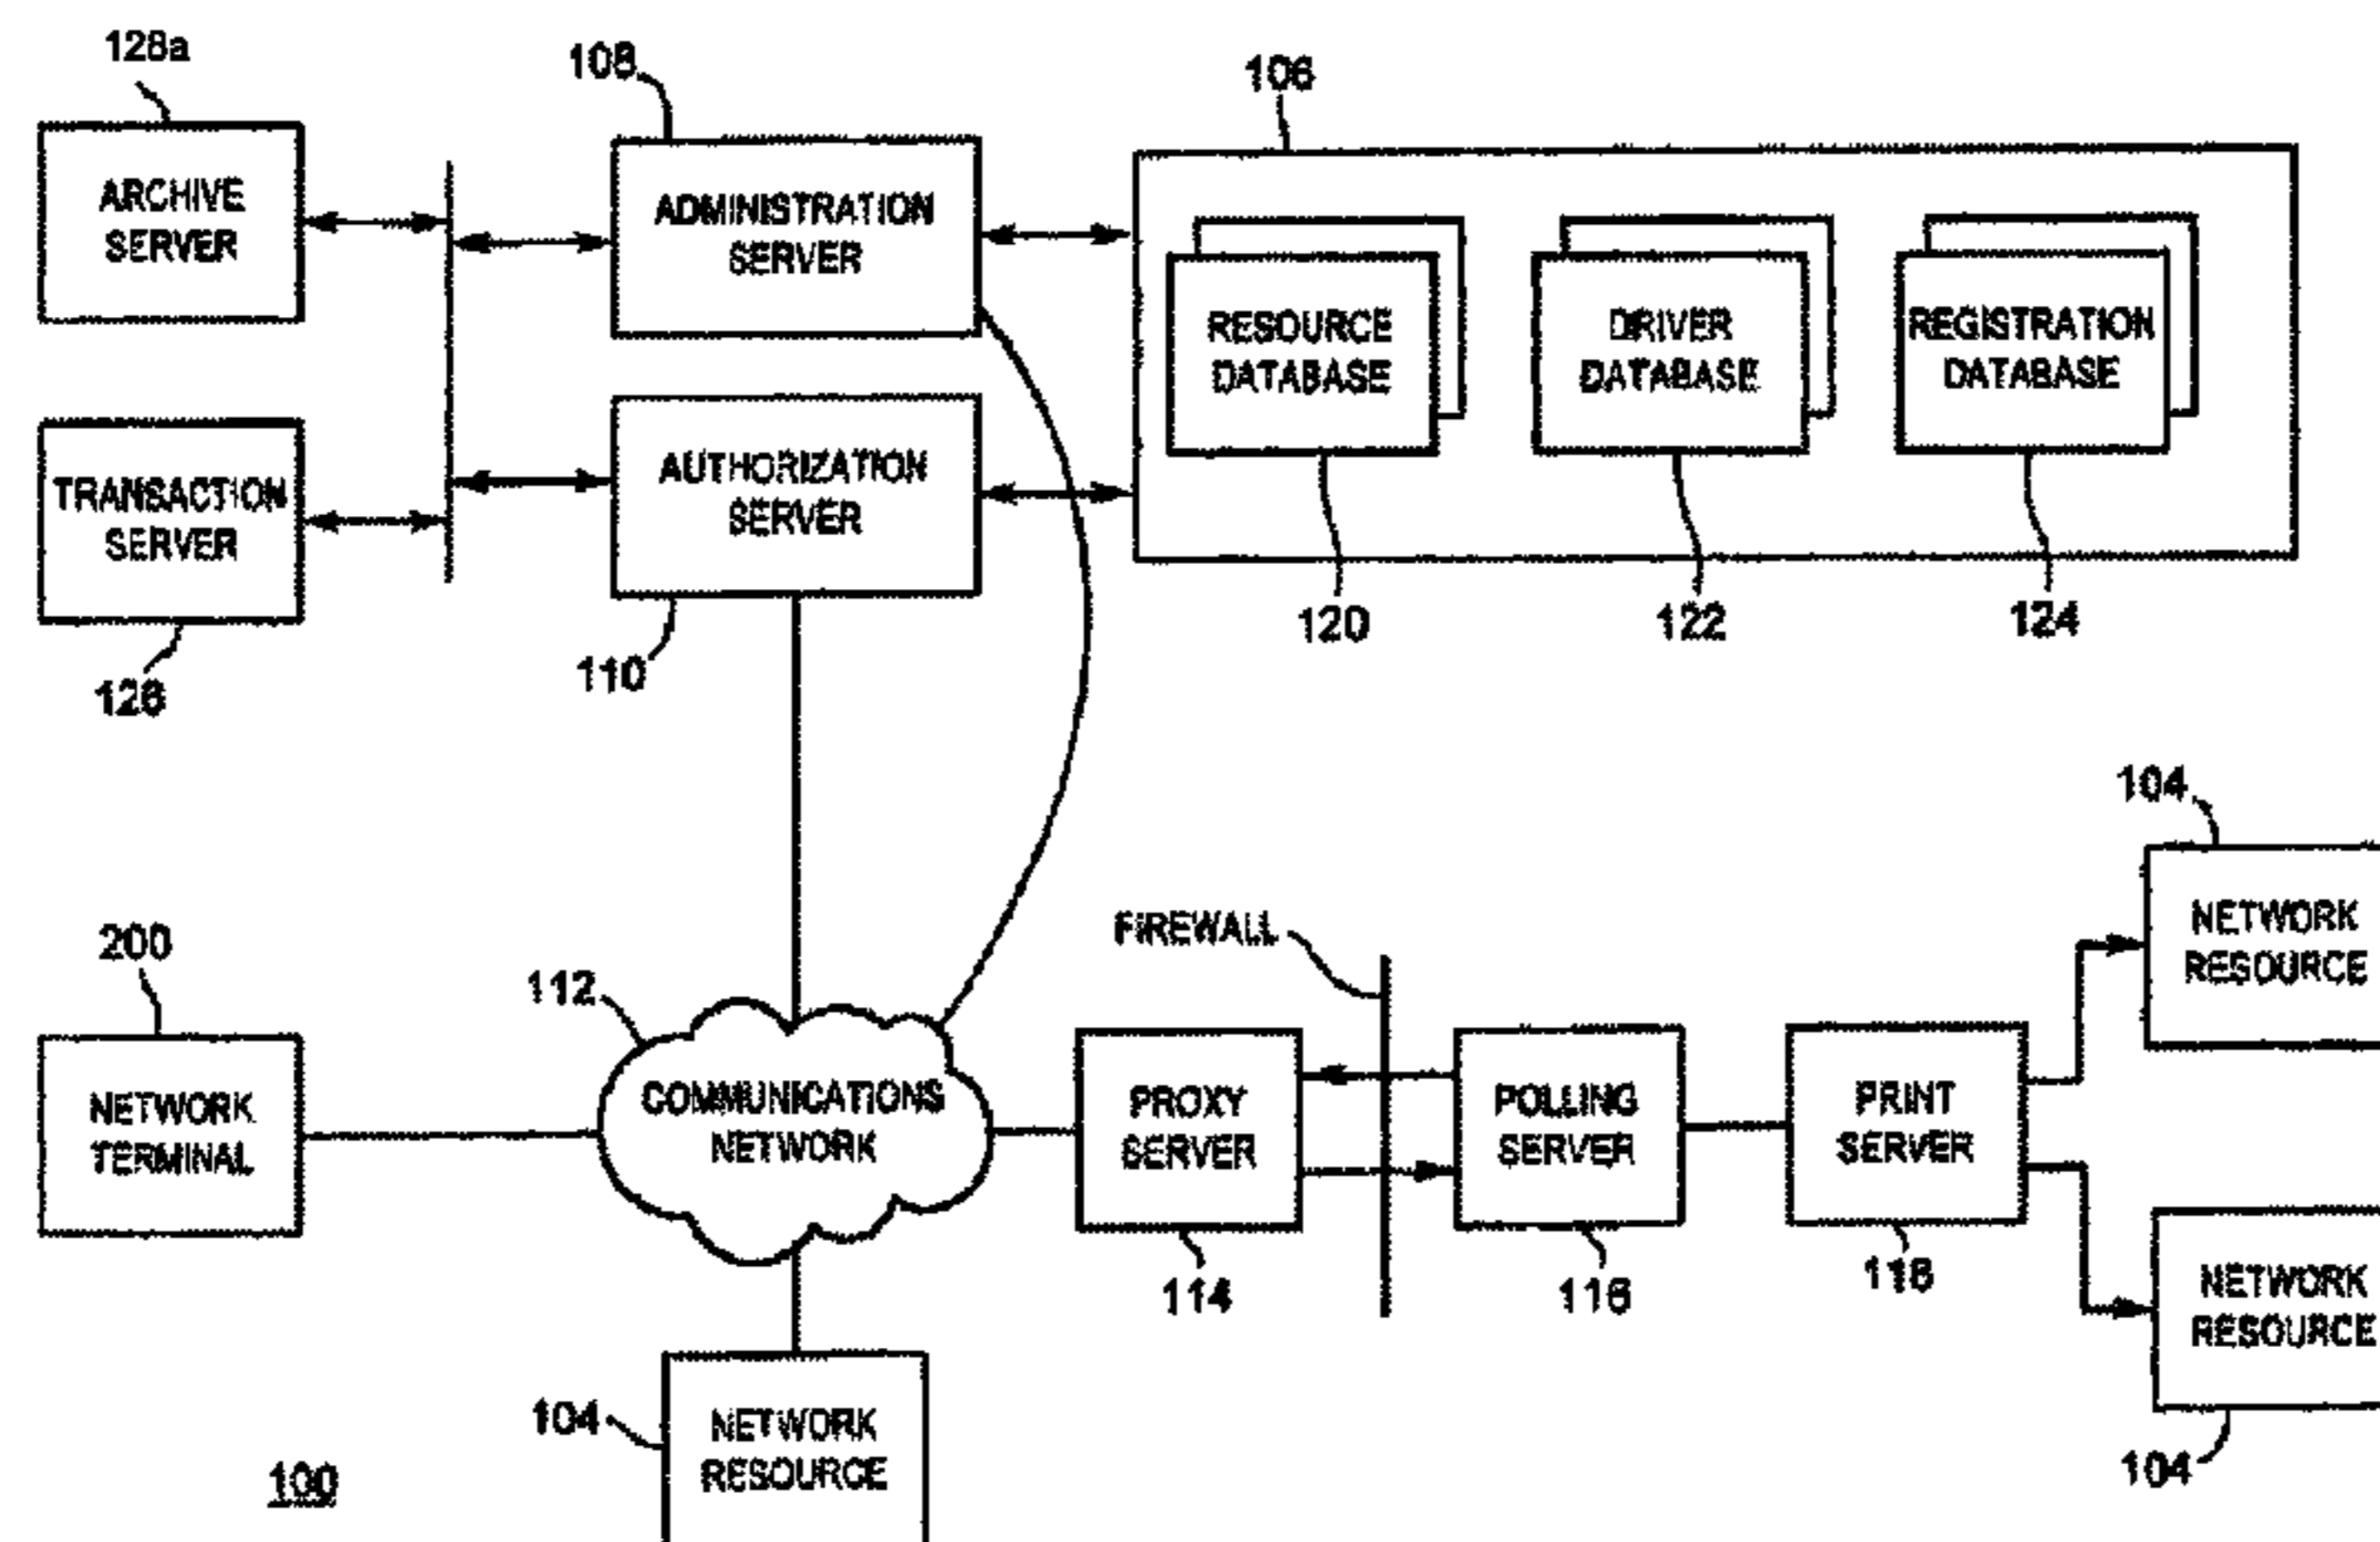 128a
108
106
ARCHIVE
SERVER
ADMINISTRATION
SERVER
RESOURCE
DATABASE
DRIVER
DATABASE
REGISTRATION
DATABASE
TRANSACTION
SERVER
AUTHORIZATION
SERVER
126
110
120
122
124
104
200
112
FIREWALL
NETWORK
RESOURCE
NETWORK
TERMINAL
COMMUNICATIONS
NETWORK
PROXY
SERVER
POLLING
SERVER
PRINT
SERVER
114
116
118
NETWORK
RESOURCE
104
NETWORK
RESOURCE
104
100